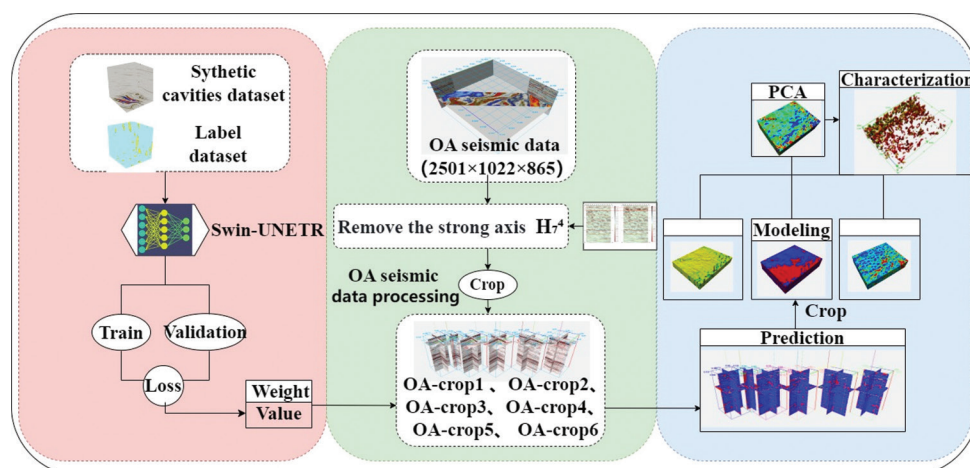 Sythetic
cavities dataset
Label
dataset
Swin-UNETR
Train
Validation
Loss
Weight
Value
OA seismic data
(2501×1022×865)
Remove the strong axis H₇⁴
OA seismic
data processing
Crop
OA-crop1、 OA-crop2、
OA-crop3、 OA-crop4、
OA-crop5、 OA-crop6
PCA
Characterization
Modeling
Crop
Prediction